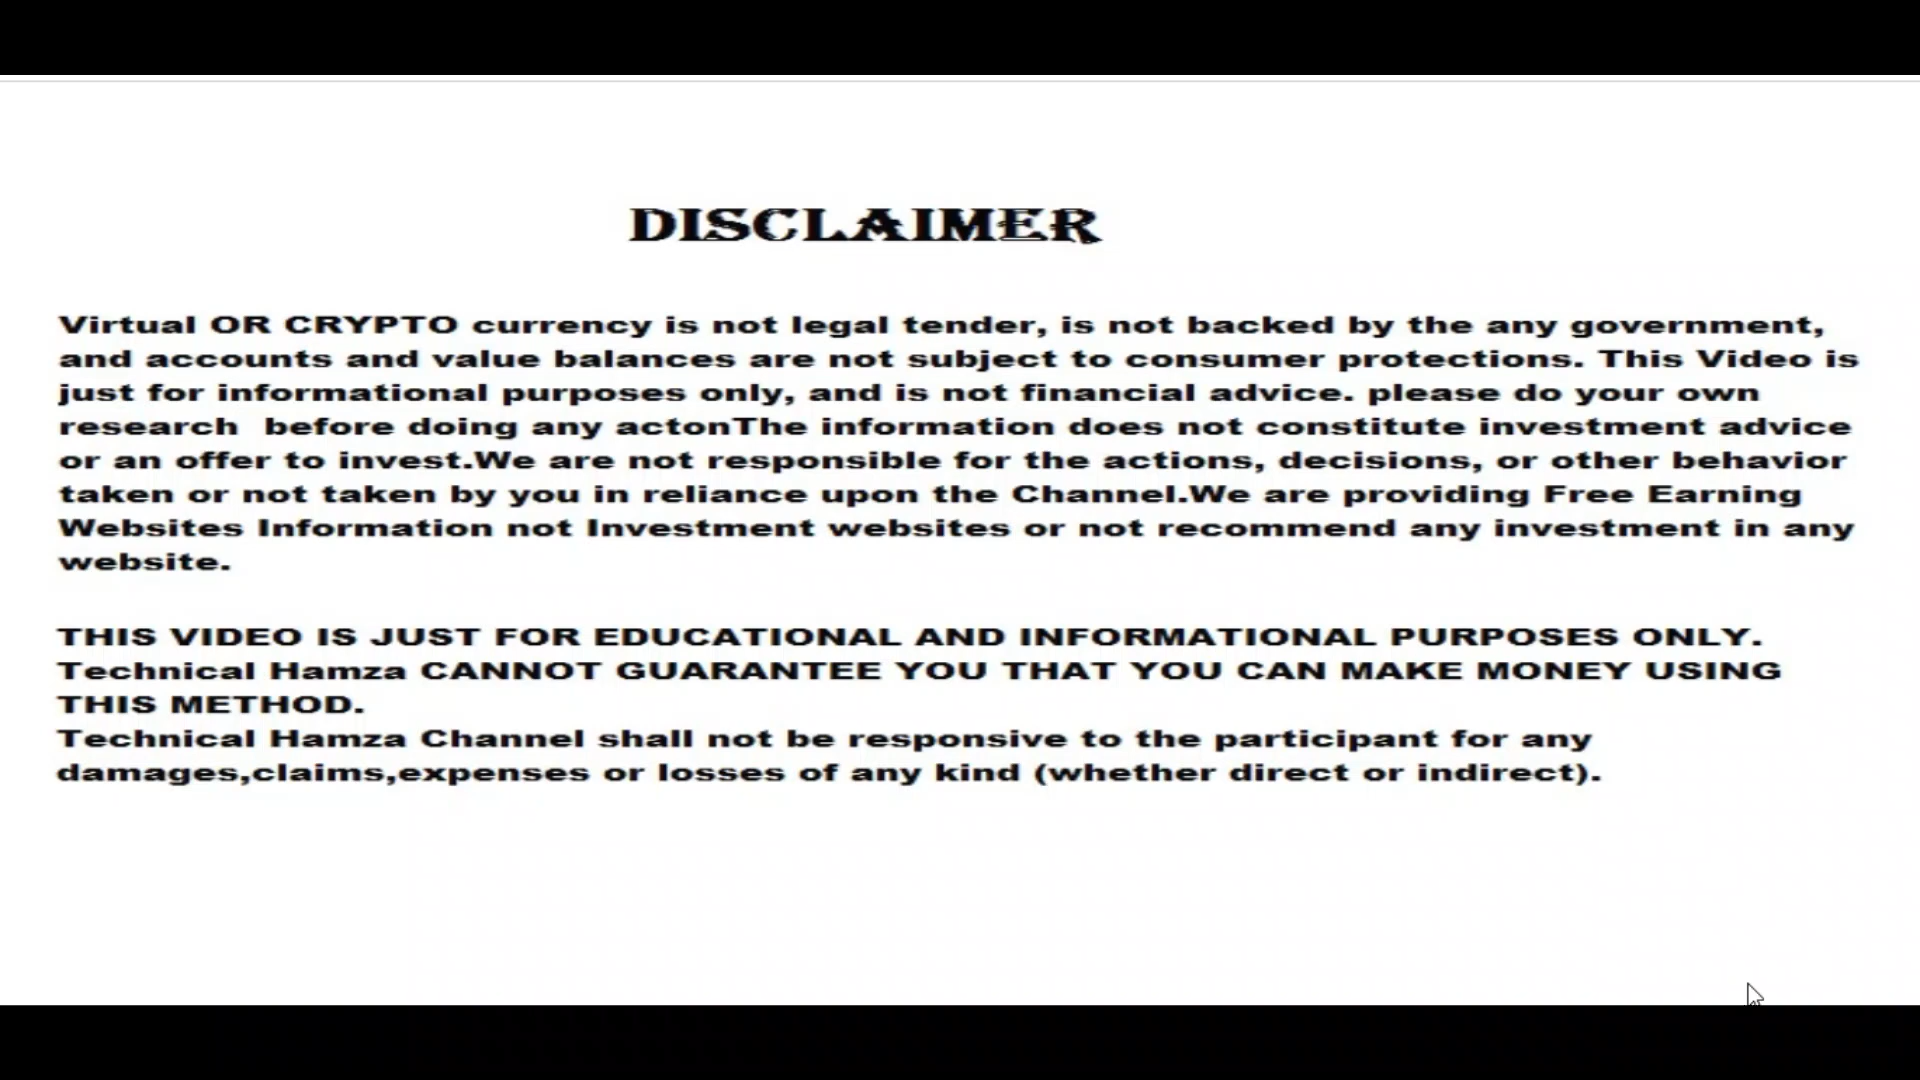 DISCLAIMER
Virtual OR CRYPTO currency is not legal tender, is not backed by the any government,
and accounts and value balances are not subject to consumer protections. This Video is
just for informational purposes only, and is not financial advice. please do your own
research  before doing any actonThe information does not constitute investment advice
or an offer to invest.We are not responsible for the actions, decisions, or other behavior
taken or not taken by you in reliance upon the Channel.We are providing Free Earning
Websites Information not Investment websites or not recommend any investment in any
website.
THIS VIDEO IS JUST FOR EDUCATIONAL AND INFORMATIONAL PURPOSES ONLY.
Technical Hamza CANNOT GUARANTEE YOU THAT YOU CAN MAKE MONEY USING
THIS METHOD.
Technical Hamza Channel shall not be responsive to the participant for any
damages,claims,expenses or losses of any kind (whether direct or indirect).